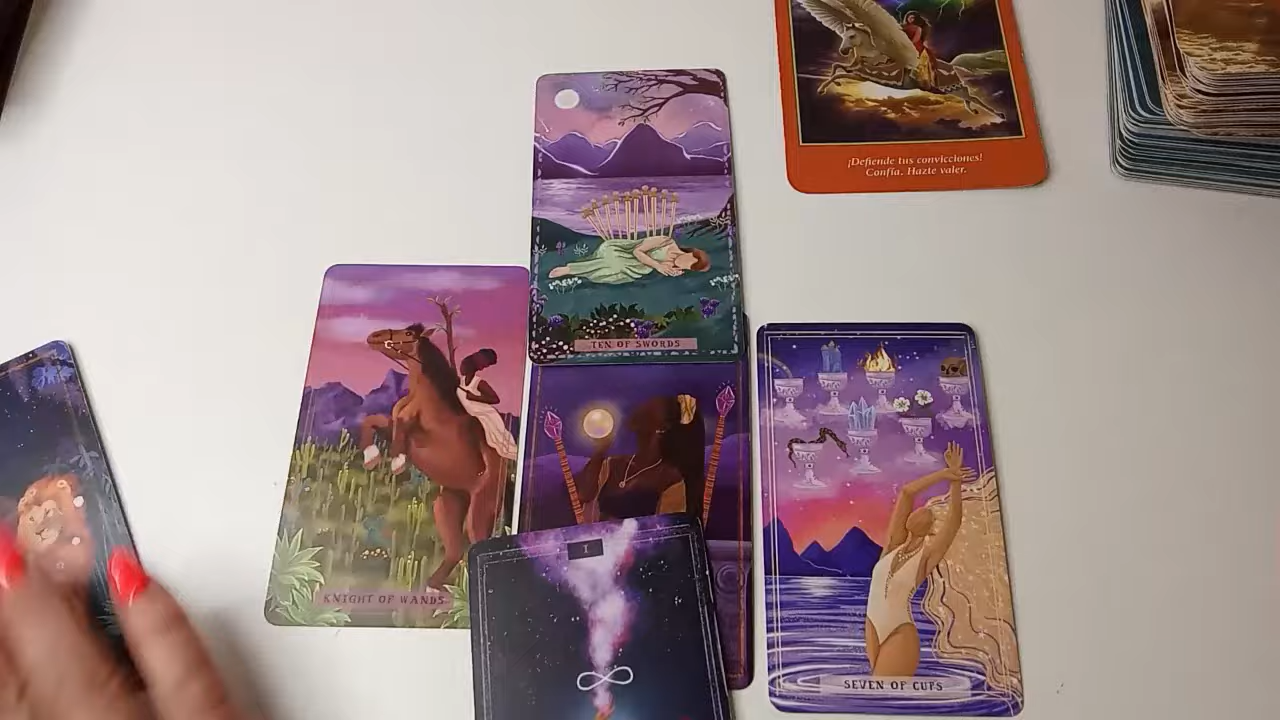 ¡Defiende tus convicciones!
Confía. Hazte valer.
TEN OF SWORDS
KNIGHT OF WANDS
I
SEVEN OF CUPS